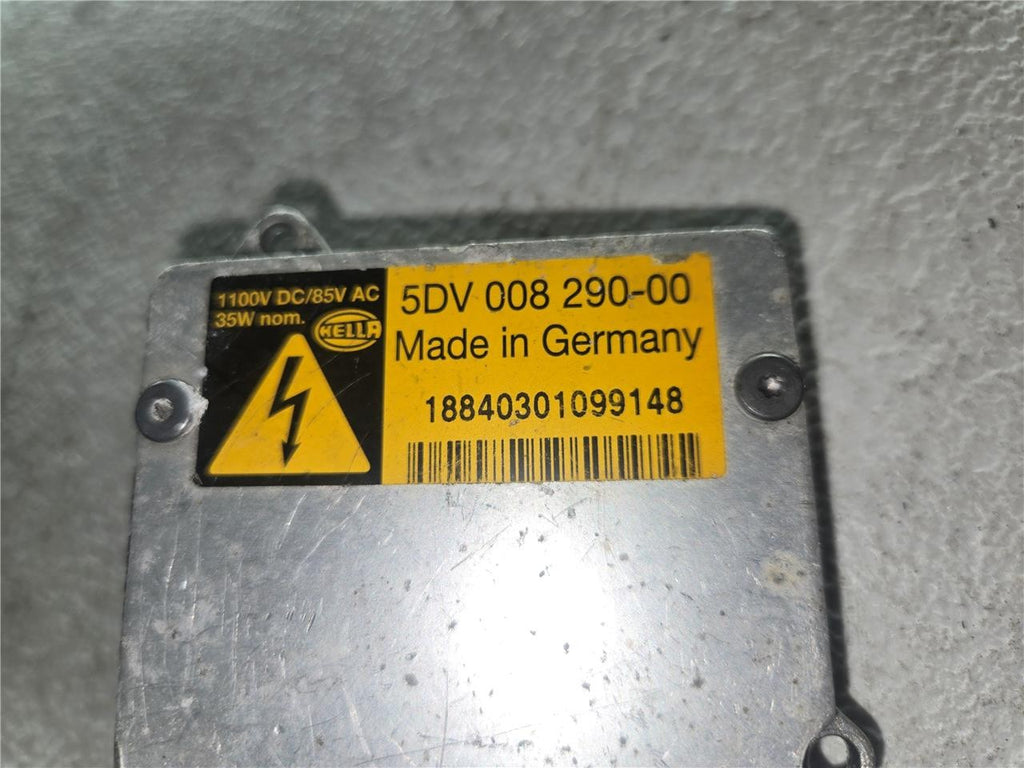 1100V DC/85V AC
35W nom.
HELLA
5DV 008 290-00
Made in Germany
18840301099148